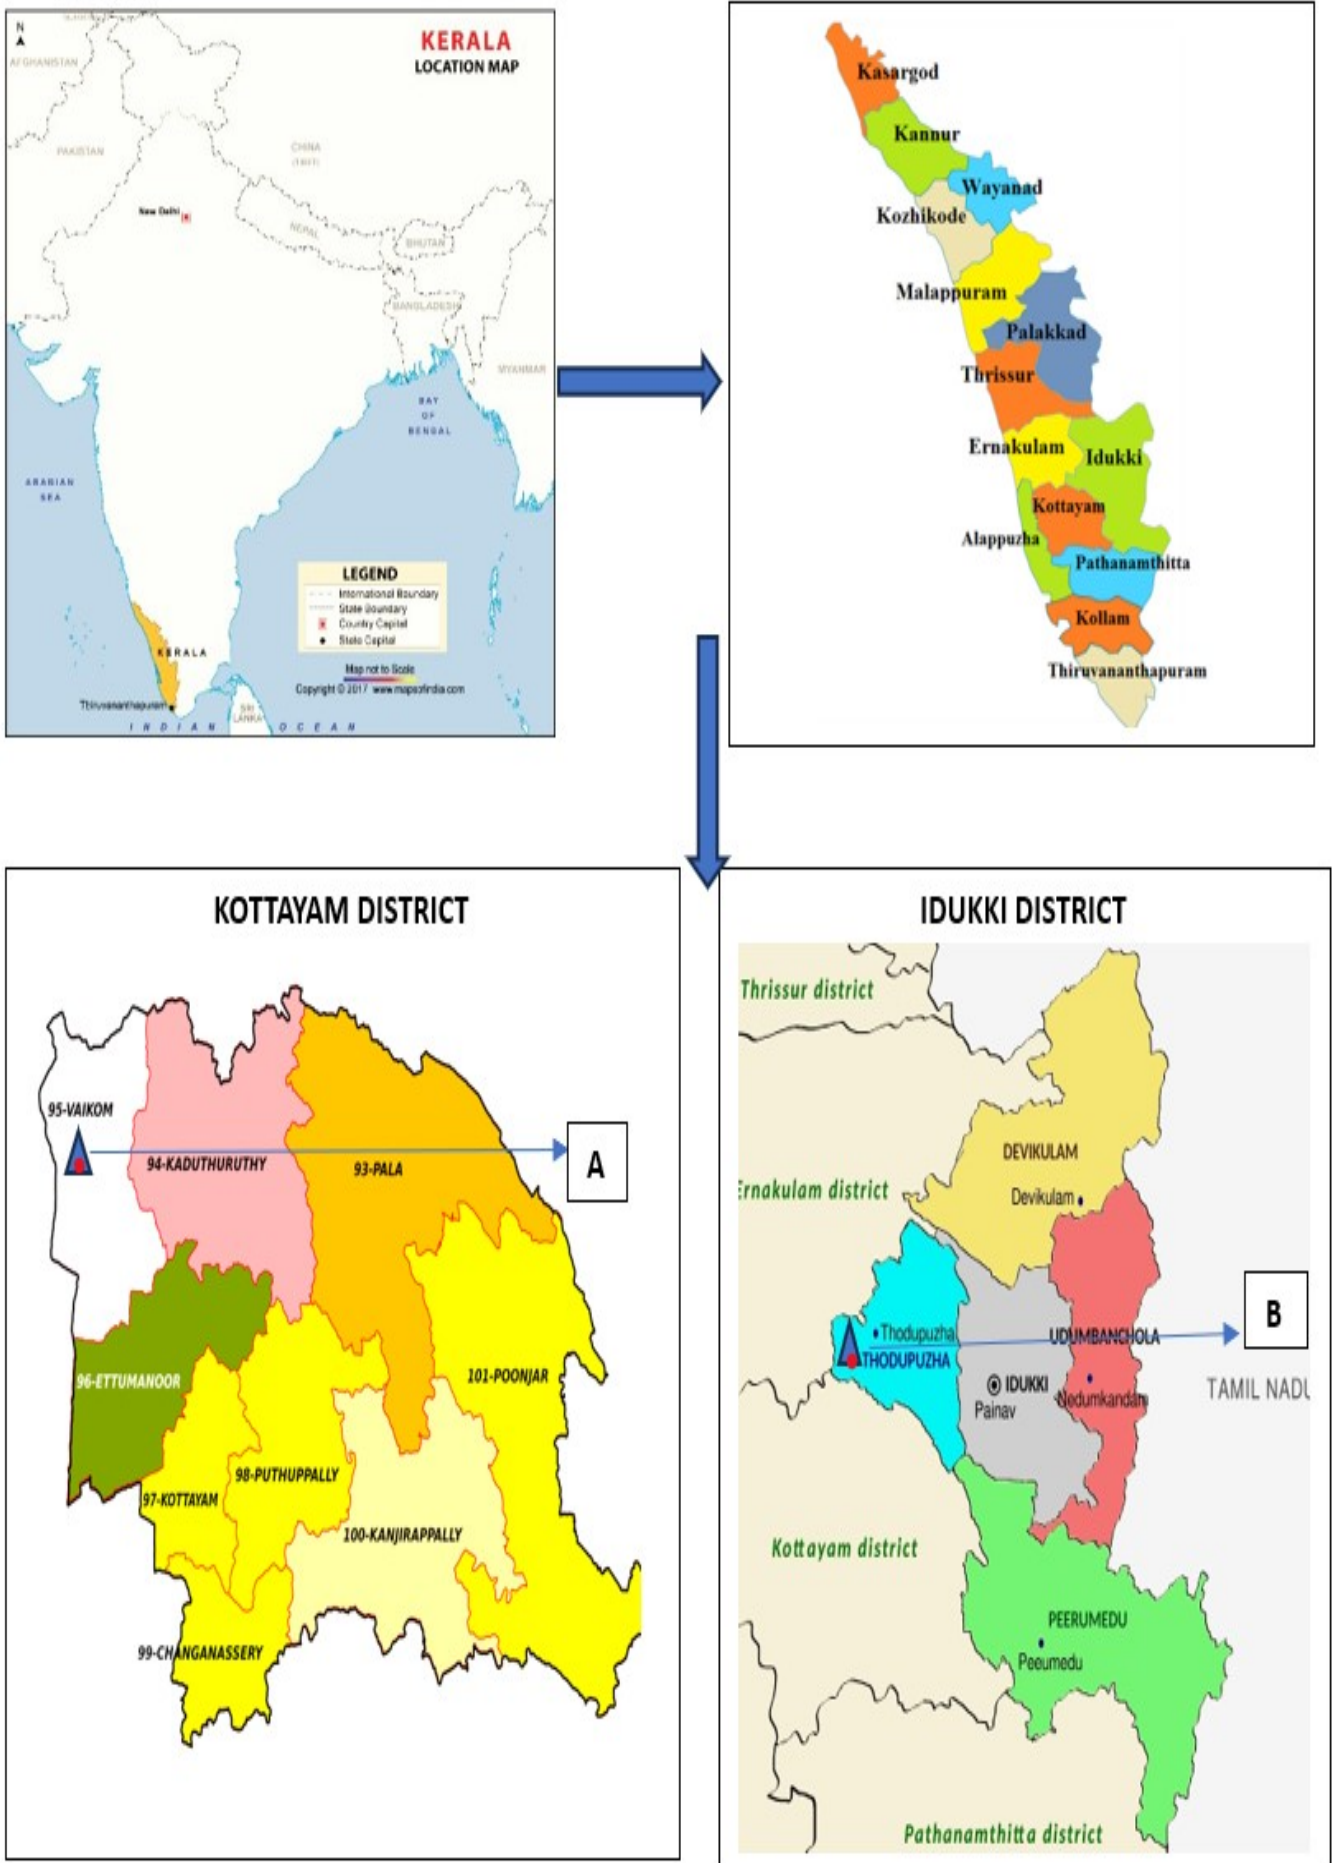 N
KERALA
LOCATION MAP
AFGHANISTAN
PAKISTAN
CHINA
New Delhi
NEPAL
BHUTAN
BANGLADESH
MYANMAR
BAY
OF
BENGAL
ARABIAN
SEA
LEGEND
International Boundary
State Boundary
Country Capital
State Capital
Map not to Scale
Copyright © 2017 www.mapsofindia.com
KERALA
Thiruvananthapuram
SRI
LANKA
INDIAN OCEAN
Kasargod
Kannur
Wayanad
Kozhikode
Malappuram
Palakkad
Thrissur
Ernakulam
Idukki
Kottayam
Alappuzha
Pathanamthitta
Kollam
Thiruvananthapuram
KOTTAYAM DISTRICT
95-VAIKOM
94-KADUTHURUTHY
93-PALA
A
96-ETTUMANOOR
101-POONJAR
98-PUTHUPPALLY
97-KOTTAYAM
100-KANJIRAPPALLY
99-CHANGANASSERY
IDUKKI DISTRICT
Thrissur district
DEVIKULAM
Devikulam
Ernakulam district
B
Thodupuzha
THODUPUZHA
UDUMBANCHOLA
IDUKKI
Painav
Nedumkandam
TAMIL NADU
Kottayam district
PEERUMEDU
Peeumedu
Pathanamthitta district